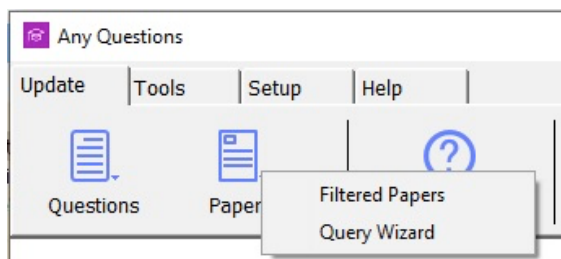 Any Questions
Update Tools Setup Help
Questions Paper
Filtered Papers
Query Wizard